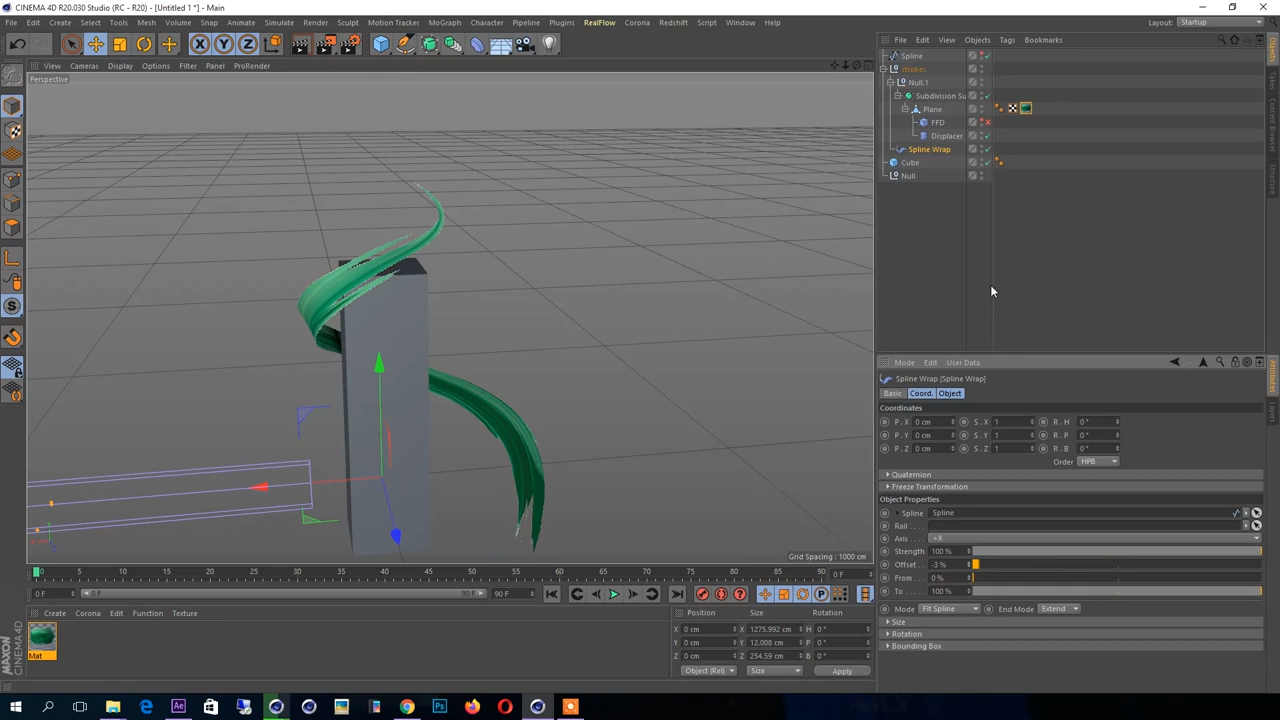 CINEMA 4D R20.030 Studio (RC - R20) - [Untitled 1 *] - Main
File Edit Create Select Tools Mesh Volume Snap Animate Simulate Render Sculpt Motion Tracker MoGraph Character Pipeline Plugins RealFlow Corona Redshift Script Window Help
Layout: Startup
X Y Z
View Cameras Display Options Filter Panel ProRender
Perspective
File Edit View Objects Tags Bookmarks
Spline
strokes
Null.1
Subdivision Su
Plane
FFD
Displacer
Spline Wrap
Cube
Null
Objects
Takes
Content Browser
Structure
Mode Edit User Data
Spline Wrap [Spline Wrap]
Basic Coord. Object
Coordinates
P . X 0 cm S . X 1 R . H 0 °
P . Y 0 cm S . Y 1 R . P 0 °
P . Z 0 cm S . Z 1 R . B 0 °
Order HPB
Quaternion
Freeze Transformation
Object Properties
Spline Spline
Rail
Axis +X
Strength 100 %
Offset -3 %
From 0 %
To 100 %
Mode Fit Spline End Mode Extend
Size
Rotation
Bounding Box
Attributes
Layers
Grid Spacing : 1000 cm
0 5 10 15 20 25 30 35 40 45 50 55 60 65 70 75 80 85 90 0 F
0 F 0 F 90 F 90 F
Create Corona Edit Function Texture
Mat
Position Size Rotation
X 0 cm X 1275.992 cm H 0 °
Y 0 cm Y 12.008 cm P 0 °
Z 0 cm Z 254.59 cm B 0 °
Object (Rel) Size Apply
MAXON CINEMA 4D